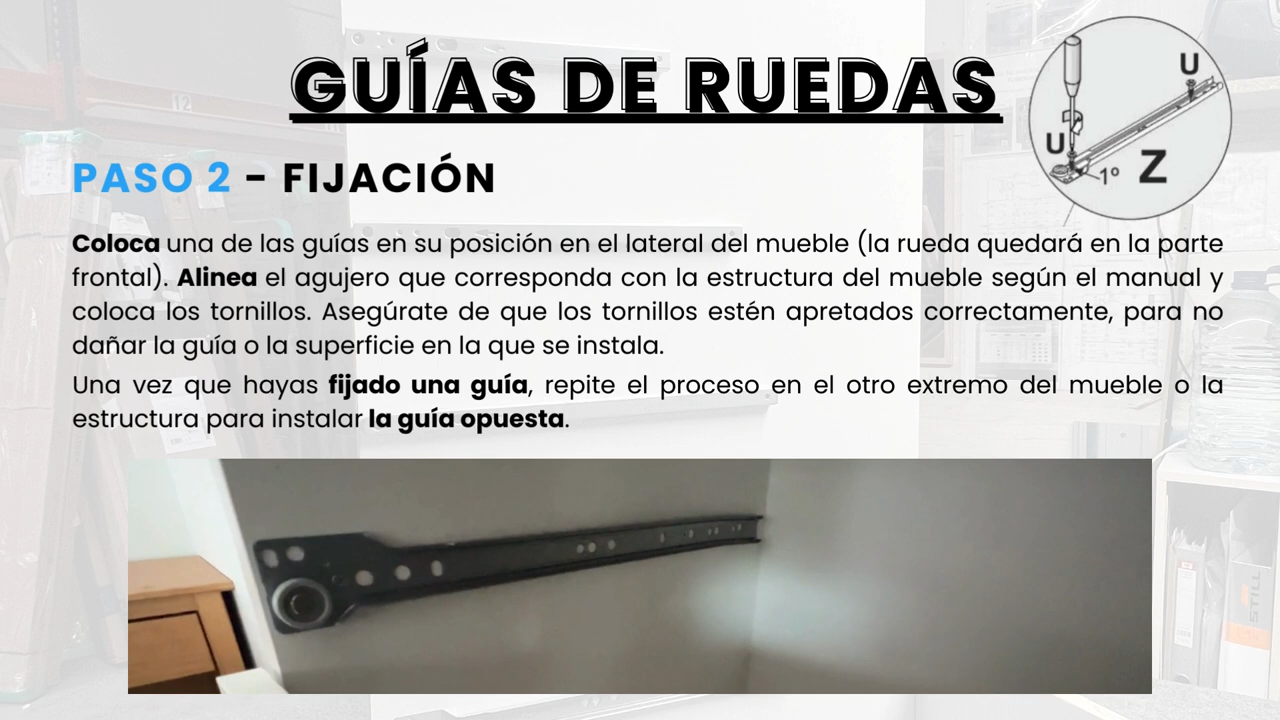 GUÍAS DE RUEDAS
U
U
1º
Z
PASO 2 - FIJACIÓN
Coloca una de las guías en su posición en el lateral del mueble (la rueda quedará en la parte
frontal). Alinea el agujero que corresponda con la estructura del mueble según el manual y
coloca los tornillos. Asegúrate de que los tornillos estén apretados correctamente, para no
dañar la guía o la superficie en la que se instala.
Una vez que hayas fijado una guía, repite el proceso en el otro extremo del mueble o la
estructura para instalar la guía opuesta.
12
STILL